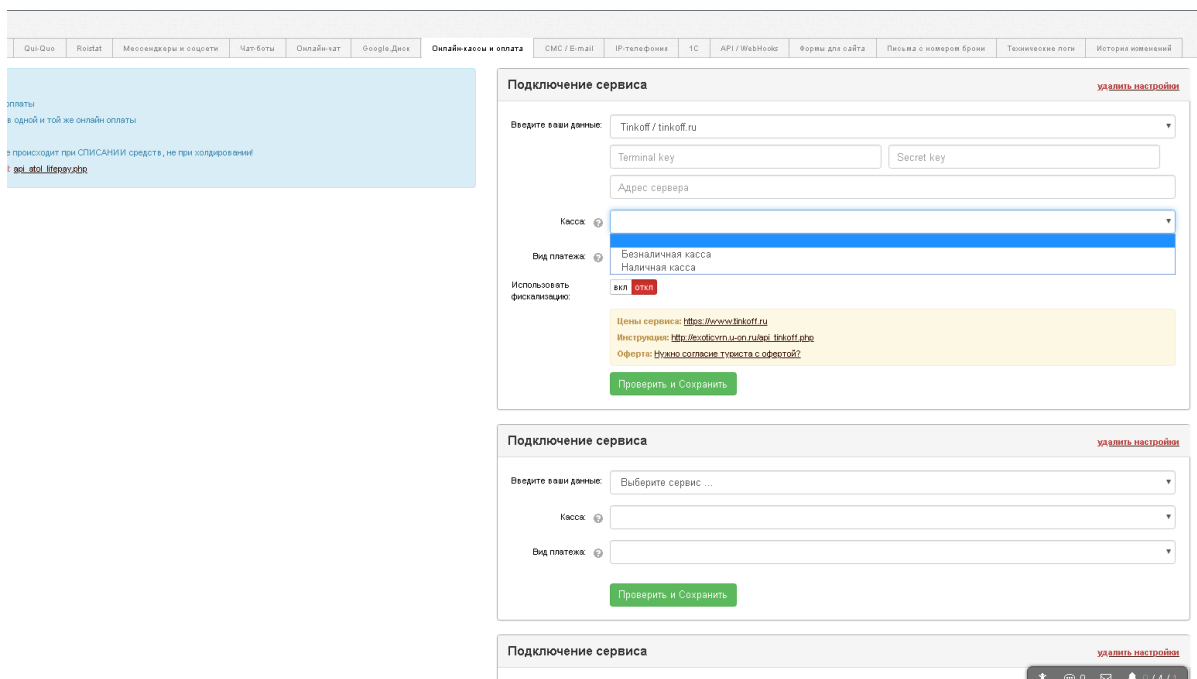 Qui-Quo Roistat Мессенджеры и соцсети Чат-боты Онлайн-чат Google.Диск Онлайн-кассы и оплата СМС / E-mail IP-телефония 1С API / WebHooks Формы для сайта Письма с номером брони Технические логи История изменений
оплаты
в одной и той же онлайн оплаты
е происходит при СПИСАНИИ средств, не при холдировании!
t api_atol_lifepay.php
Подключение сервиса удалить настройки
Введите ваши данные: Tinkoff / tinkoff.ru
Terminal key Secret key
Адрес сервера
Касса:
Вид платежа: Безналичная касса
Наличная касса
Использовать
фискализацию: вкл откл
Цены сервиса: https://www.tinkoff.ru
Инструкция: http://exoticvrn.u-on.ru/api_tinkoff.php
Оферта: Нужно согласие туриста с офертой?
Проверить и Сохранить
Подключение сервиса удалить настройки
Введите ваши данные: Выберите сервис ...
Касса:
Вид платежа:
Проверить и Сохранить
Подключение сервиса удалить настройки